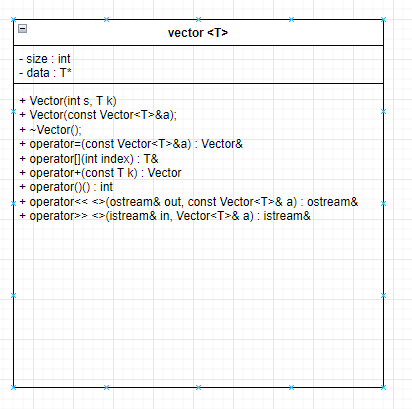 vector <T>
- size : int
- data : T*
+ Vector(int s, T k)
+ Vector(const Vector<T>&a);
+ ~Vector();
+ operator=(const Vector<T>&a) : Vector&
+ operator[](int index) : T&
+ operator+(const T k) : Vector
+ operator()() : int
+ operator<< <>(ostream& out, const Vector<T>& a) : ostream&
+ operator>> <>(istream& in, Vector<T>& a) : istream&